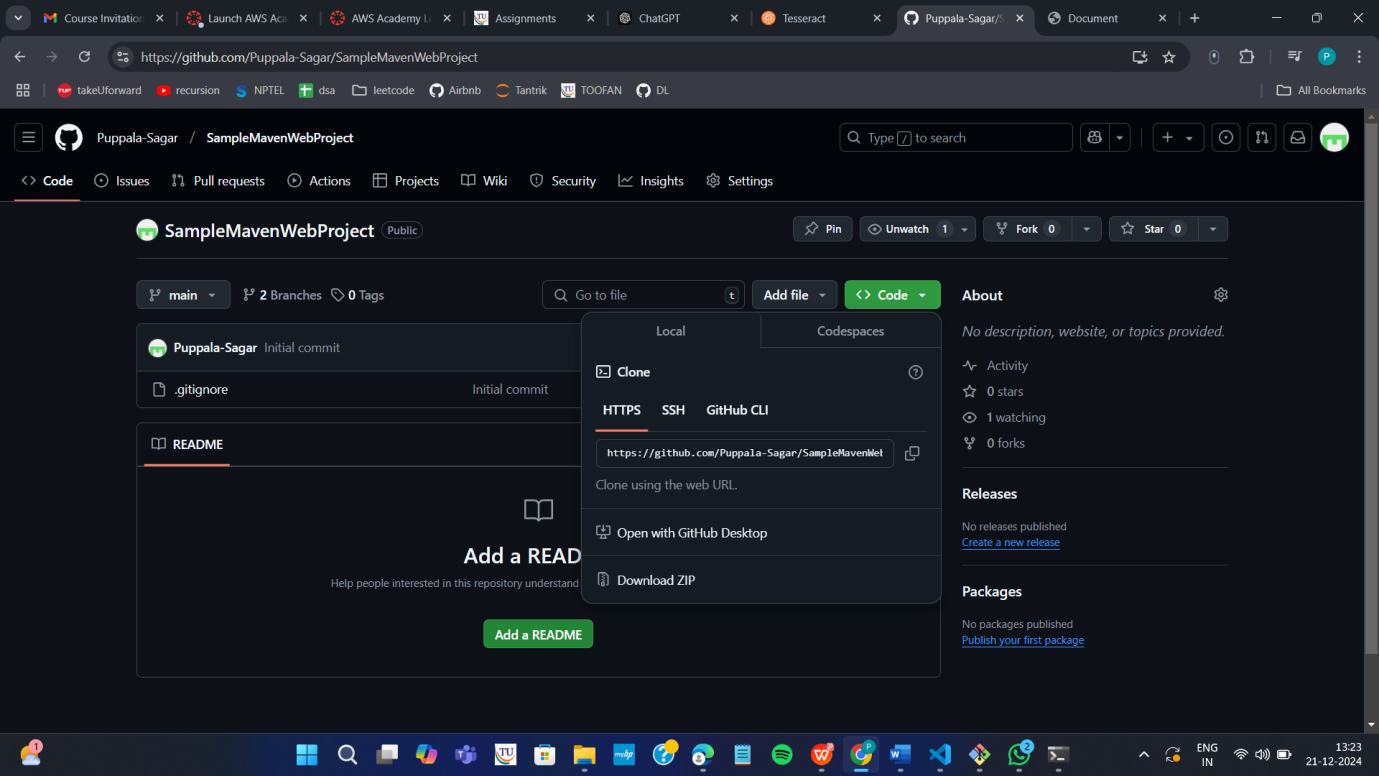 Course Invitation
Launch AWS Aca
AWS Academy L
Assignments
ChatGPT
Tesseract
Puppala-Sagar/S
Document
https://github.com/Puppala-Sagar/SampleMavenWebProject
P
takeUforward
recursion
NPTEL
dsa
leetcode
Airbnb
Tantrik
TOOFAN
DL
All Bookmarks
Puppala-Sagar / SampleMavenWebProject
Type / to search
Code
Issues
Pull requests
Actions
Projects
Wiki
Security
Insights
Settings
SampleMavenWebProject Public
Pin
Unwatch 1
Fork 0
Star 0
main
2 Branches
0 Tags
Go to file t
Add file
Code
About
No description, website, or topics provided.
Local
Codespaces
Puppala-Sagar Initial commit
.gitignore Initial commit
Clone
HTTPS
SSH
GitHub CLI
https://github.com/Puppala-Sagar/SampleMavenWeb
Clone using the web URL.
Open with GitHub Desktop
Download ZIP
README
Add a READ
Help people interested in this repository understand
Add a README
Activity
0 stars
1 watching
0 forks
Releases
No releases published
Create a new release
Packages
No packages published
Publish your first package
1
TU
myhp
P
2
ENG
IN
13:23
21-12-2024